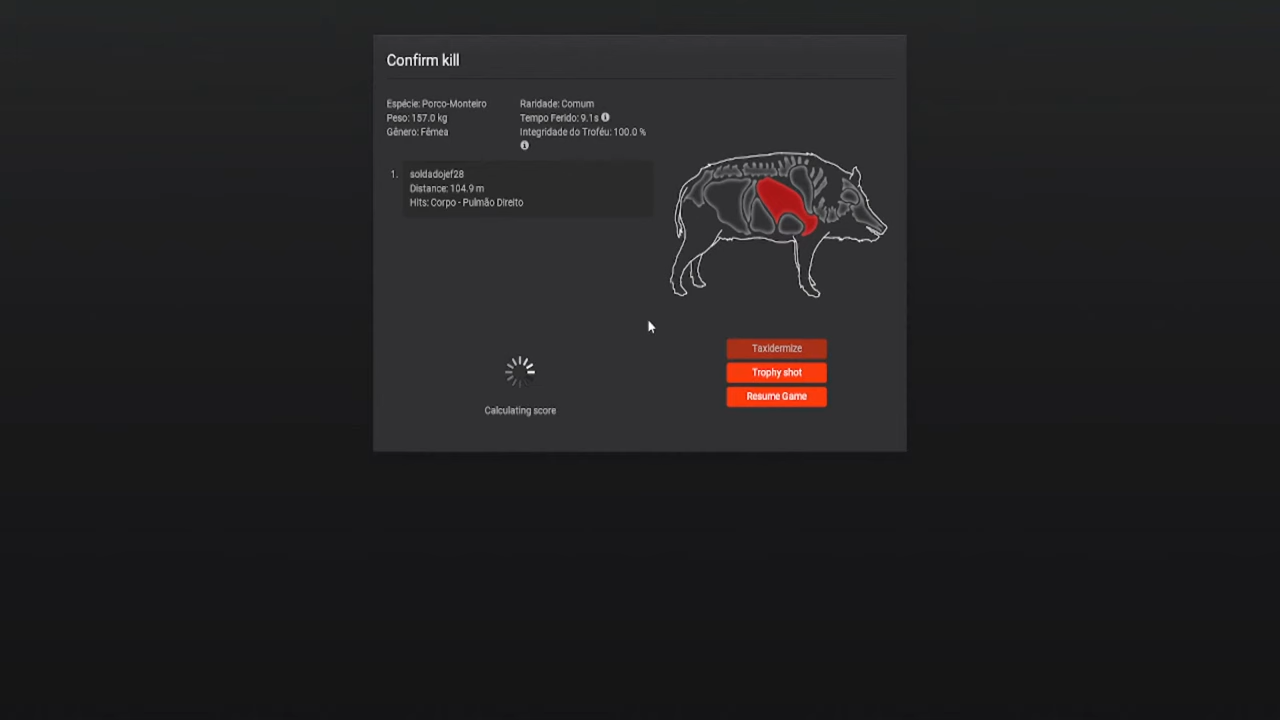 Confirm kill
Espécie: Porco-Monteiro
Peso: 157.0 kg
Gênero: Fêmea
Raridade: Comum
Tempo Ferido: 9.1s
Integridade do Troféu: 100.0 %
1.
soldadojef28
Distance: 104.9 m
Hits: Corpo - Pulmão Direito
Calculating score
Taxidermize
Trophy shot
Resume Game